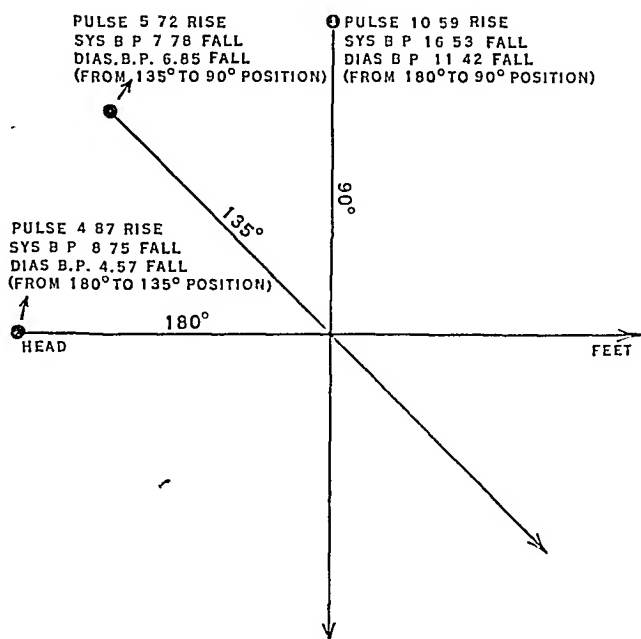 PULSE 5 72 RISE
SYS B P 7 78 FALL
DIAS.B.P. 6.85 FALL
(FROM 135° TO 90° POSITION)
PULSE 10 59 RISE
SYS B P 16 53 FALL
DIAS B P 11 42 FALL
(FROM 180° TO 90° POSITION)
90°
135°
PULSE 4 87 RISE
SYS B P 8 75 FALL
DIAS B.P. 4.57 FALL
(FROM 180° TO 135° POSITION)
180°
HEAD
FEET